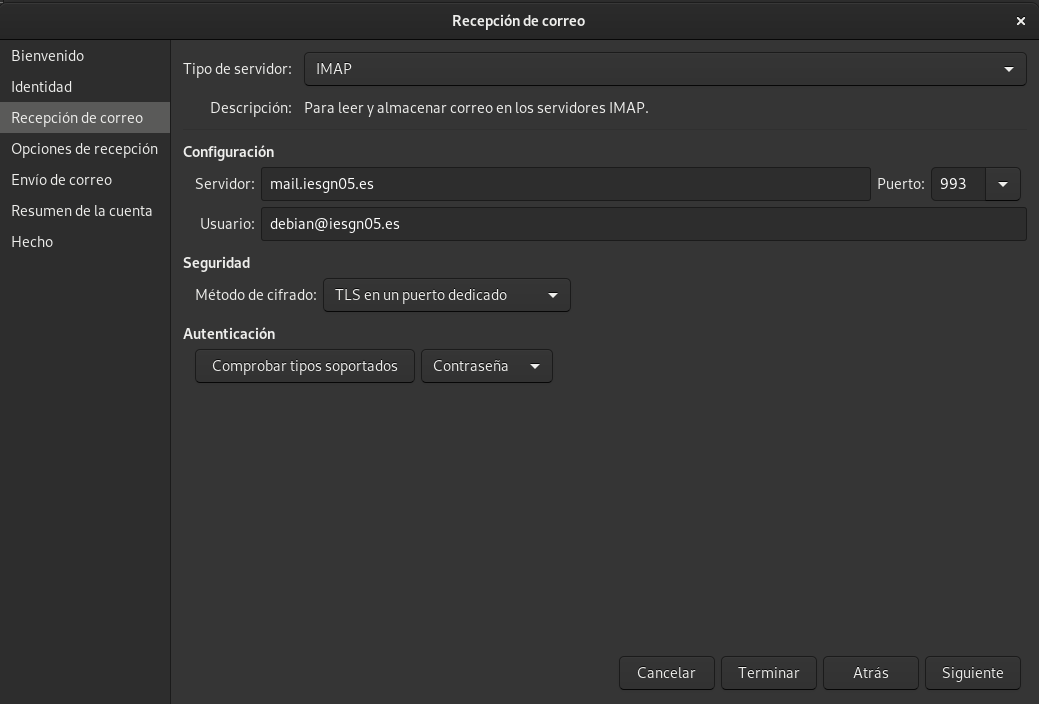 Recepción de correo
Bienvenido
Identidad
Recepción de correo
Opciones de recepción
Envío de correo
Resumen de la cuenta
Hecho
Tipo de servidor: IMAP
Descripción: Para leer y almacenar correo en los servidores IMAP.
Configuración
Servidor: mail.iesgn05.es Puerto: 993
Usuario: debian@iesgn05.es
Seguridad
Método de cifrado: TLS en un puerto dedicado
Autenticación
Comprobar tipos soportados Contraseña
Cancelar Terminar Atrás Siguiente